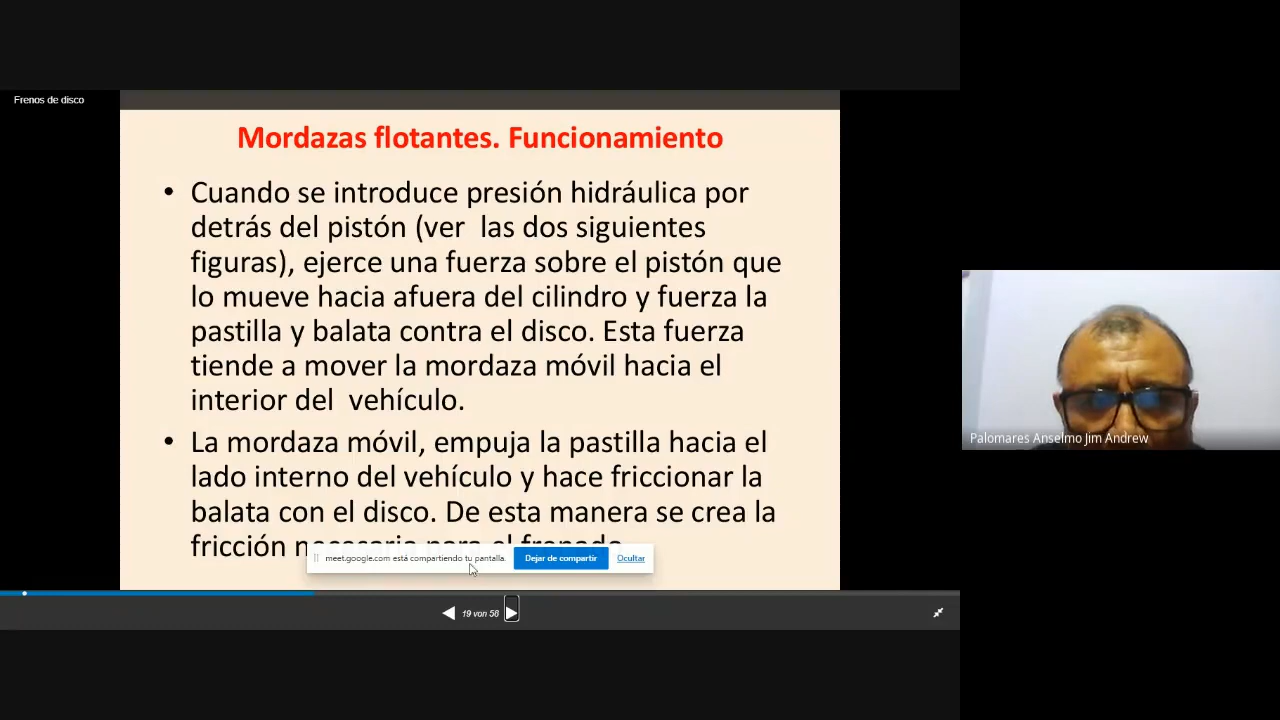 Frenos de disco
Mordazas flotantes. Funcionamiento
• Cuando se introduce presión hidráulica por
detrás del pistón (ver las dos siguientes
figuras), ejerce una fuerza sobre el pistón que
lo mueve hacia afuera del cilindro y fuerza la
pastilla y balata contra el disco. Esta fuerza
tiende a mover la mordaza móvil hacia el
interior del vehículo.
• La mordaza móvil, empuja la pastilla hacia el
lado interno del vehículo y hace friccionar la
balata con el disco. De esta manera se crea la
fricción necesaria para el frenado.
meet.google.com está compartiendo tu pantalla. Dejar de compartir Ocultar
19 von 58
Palomares Anselmo Jim Andrew